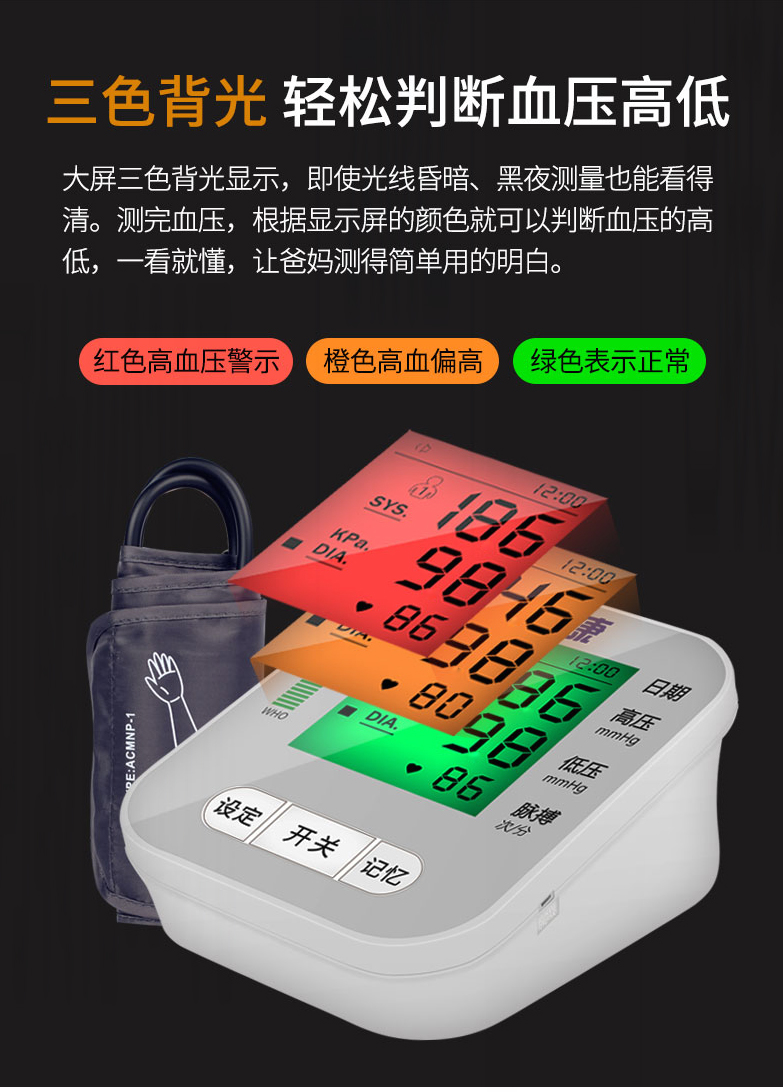 三色背光 轻松判断血压高低
大屏三色背光显示，即使光线昏暗、黑夜测量也能看得
清。测完血压，根据显示屏的颜色就可以判断血压的高
低，一看就懂，让爸妈测得简单用的明白。
红色高血压警示
橙色高血偏高
绿色表示正常
12:00
SYS.
186
KPa.
DIA.
98
86
12:00
46
DIA.
98
80
康
12:00
86
DIA.
98
86
WHO
日期
高压
mmHg
低压
mmHg
脉搏
次/分
设定
开关
记忆
PE:ACMNP-1